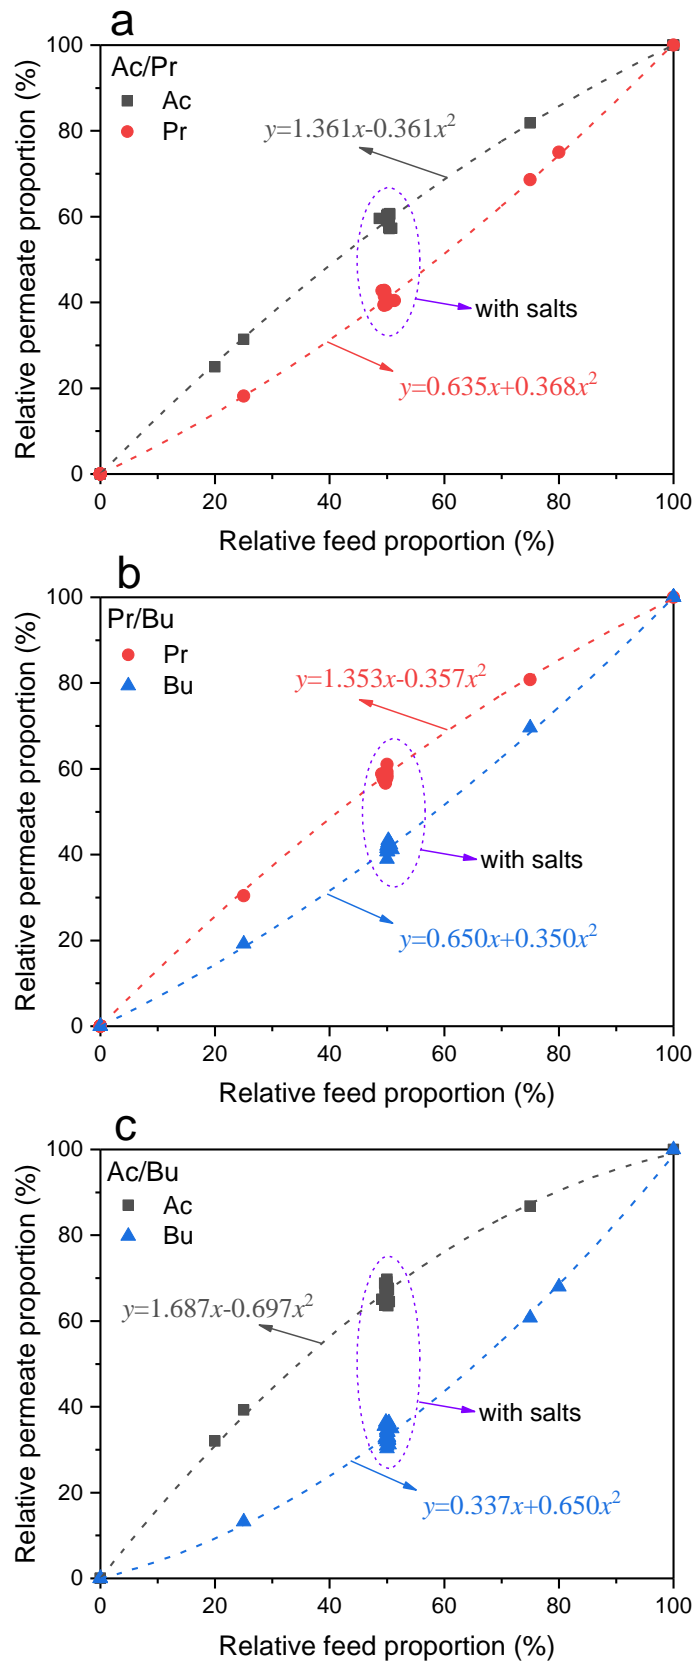 a
Relative permeate proportion (%)
100
80
60
40
20
0
Ac/Pr
Ac
Pr
y=1.361x-0.361x²
with salts
y=0.635x+0.368x²
0 20 40 60 80 100
Relative feed proportion (%)
b
Relative permeate proportion (%)
100
80
60
40
20
0
Pr/Bu
Pr
Bu
y=1.353x-0.357x²
with salts
y=0.650x+0.350x²
0 20 40 60 80 100
Relative feed proportion (%)
c
Relative permeate proportion (%)
100
80
60
40
20
0
Ac/Bu
Ac
Bu
y=1.687x-0.697x²
with salts
y=0.337x+0.650x²
0 20 40 60 80 100
Relative feed proportion (%)